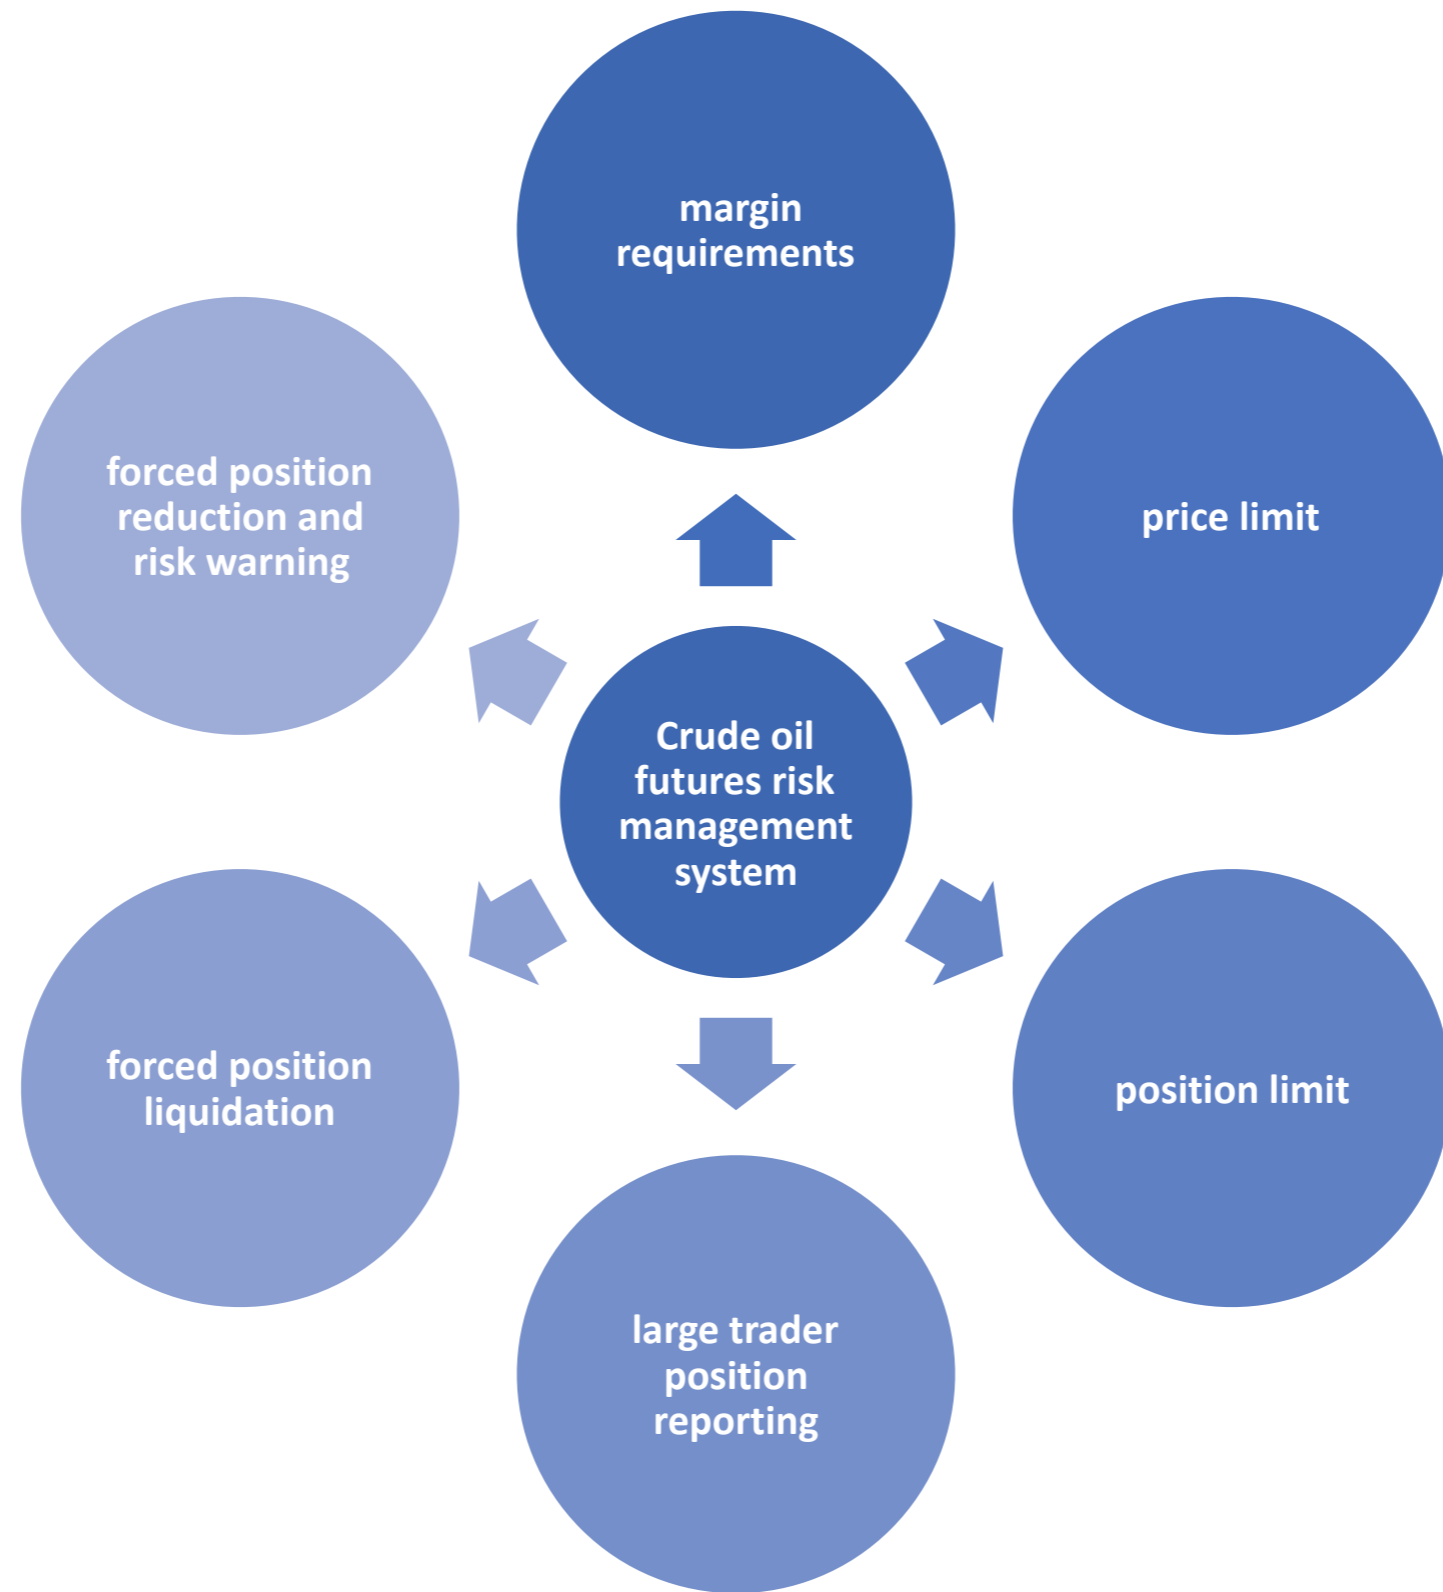 margin
requirements
price limit
position limit
large trader
position
reporting
forced position
liquidation
forced position
reduction and
risk warning
Crude oil
futures risk
management
system